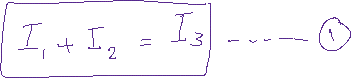 I₁ + I₂ = I₃ ------ ①